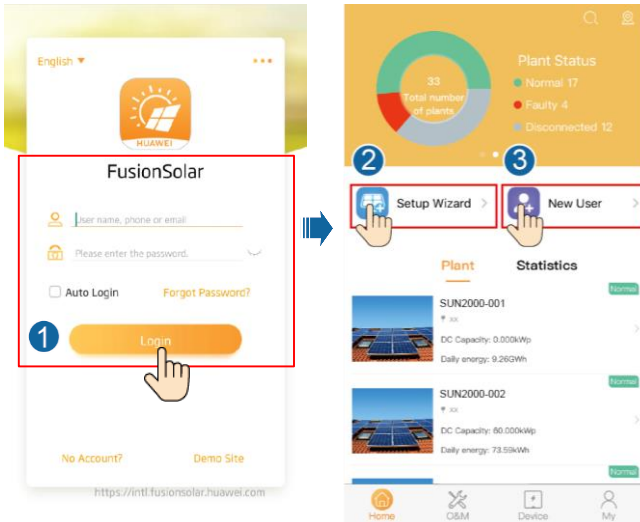 English ▼
HUAWEI
FusionSolar
User name, phone or email
Please enter the password.
Auto Login
Forgot Password?
1
Login
No Account?
Demo Site
https://intl.fusionsolar.huawei.com
33
Total number
of plants
Plant Status
Normal 17
Faulty 4
Disconnected 12
2
Setup Wizard
3
New User
Plant
Statistics
Normal
SUN2000-001
xx
DC Capacity: 0.000kWp
Daily energy: 9.26GWh
Normal
SUN2000-002
xx
DC Capacity: 60.000kWp
Daily energy: 73.59kWh
Normal
Home
O&M
Device
My